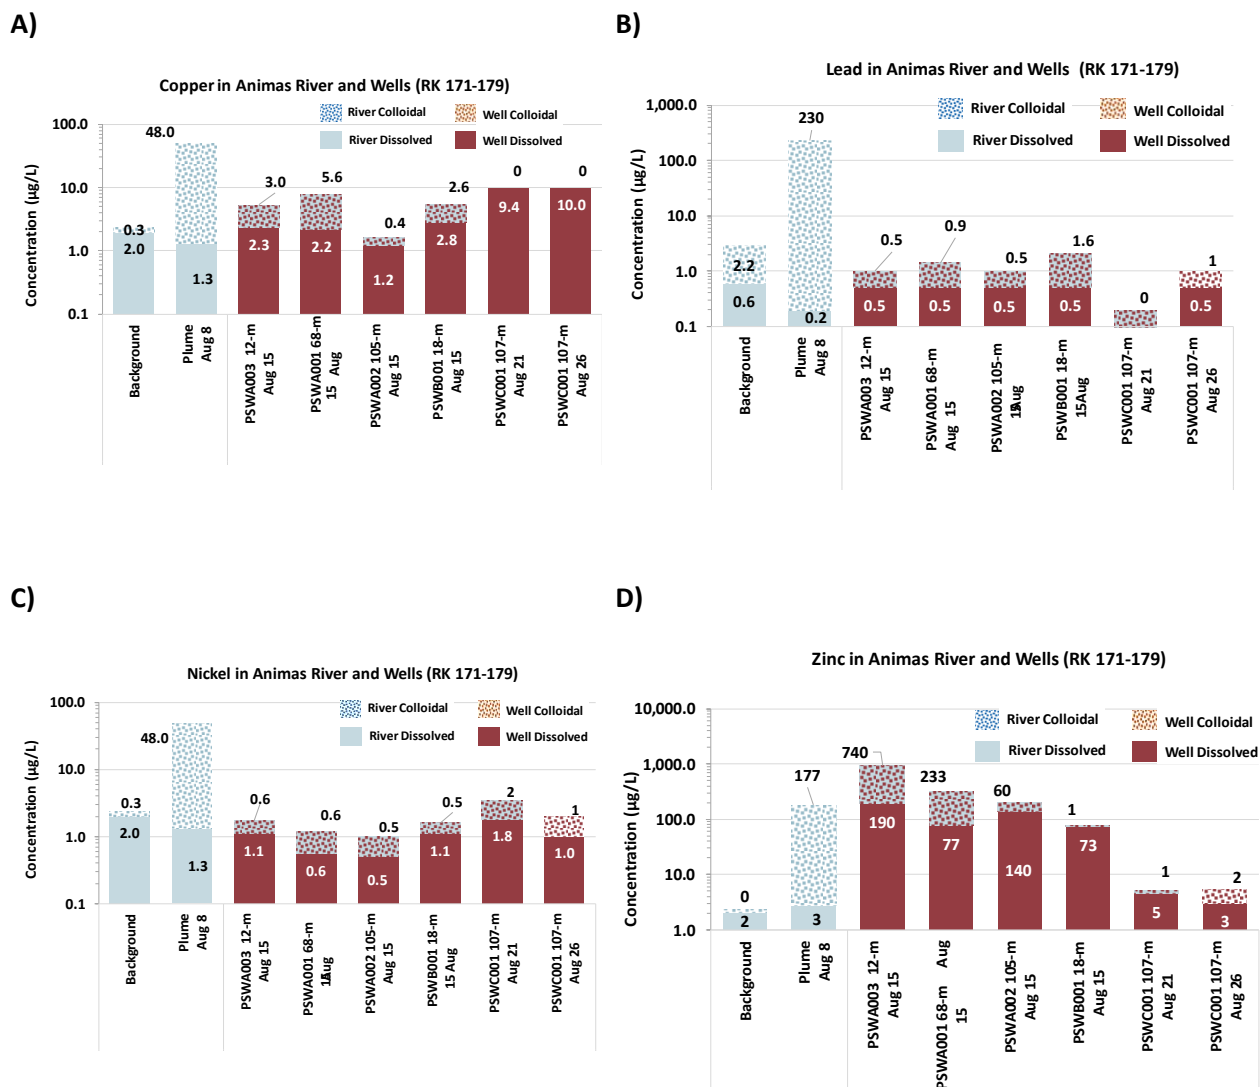 A)
Copper in Animas River and Wells (RK 171-179)
River Colloidal
Well Colloidal
River Dissolved
Well Dissolved
Concentration (µg/L)
100.0
10.0
1.0
0.1
0.3
2.0
48.0
1.3
3.0
2.3
5.6
2.2
0.4
1.2
2.6
2.8
0
9.4
0
10.0
Background
Plume
Aug 8
PSWA003 12-m
Aug 15
PSWA001 68-m
15 Aug
PSWA002 105-m
Aug 15
PSWB001 18-m
Aug 15
PSWC001 107-m
Aug 21
PSWC001 107-m
Aug 26
B)
Lead in Animas River and Wells (RK 171-179)
River Colloidal
Well Colloidal
River Dissolved
Well Dissolved
Concentration (µg/L)
1,000.0
100.0
10.0
1.0
0.1
2.2
0.6
230
0.2
0.5
0.5
0.9
0.5
0.5
0.5
1.6
0.5
0
1
0.5
Background
Plume
Aug 8
PSWA003 12-m
Aug 15
PSWA001 68-m
Aug 15
PSWA002 105-m
15Aug
PSWB001 18-m
15Aug
PSWC001 107-m
Aug 21
PSWC001 107-m
Aug 26
C)
Nickel in Animas River and Wells (RK 171-179)
River Colloidal
Well Colloidal
River Dissolved
Well Dissolved
Concentration (µg/L)
100.0
10.0
1.0
0.1
0.3
2.0
48.0
1.3
0.6
1.1
0.6
0.6
0.5
0.5
0.5
1.1
2
1.8
1
1.0
Background
Plume
Aug 8
PSWA003 12-m
Aug 15
PSWA001 68-m
15Aug
PSWA002 105-m
Aug 15
PSWB001 18-m
15 Aug
PSWC001 107-m
Aug 21
PSWC001 107-m
Aug 26
D)
Zinc in Animas River and Wells (RK 171-179)
River Colloidal
Well Colloidal
River Dissolved
Well Dissolved
Concentration (µg/L)
10,000.0
1,000.0
100.0
10.0
1.0
0
2
177
3
740
190
233
77
60
140
1
73
1
5
2
3
Background
Plume
Aug 8
PSWA003 12-m
Aug 15
PSWA001 68-m Aug
15
PSWA002 105-m
Aug 15
PSWB001 18-m
Aug 15
PSWC001 107-m
Aug 21
PSWC001 107-m
Aug 26